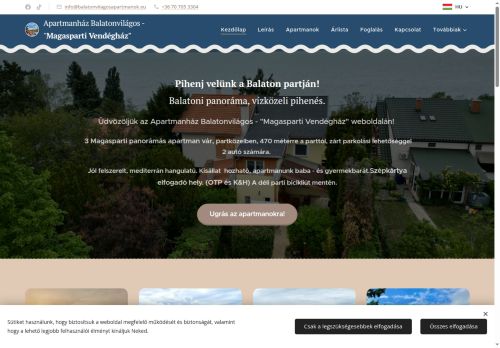 info@balatonvilagosiapartmanok.eu
+36 70 705 3364
HU
Apartmanház Balatonvilágos -
"Magasparti Vendégház"
Kezdőlap
Leírás
Apartmanok
Árlista
Foglalás
Kapcsolat
Továbbiak
Pihenj velünk a Balaton partján!
Balatoni panoráma, vízközeli pihenés.
Üdvözöljük az Apartmanház Balatonvilágos - "Magasparti Vendégház" weboldalán!
3 Magasparti panorámás apartman vár, partközelben, 470 méterre a parttól, zárt parkolási lehetőséggel
2 autó számára.
Jól felszerelt, mediterrán hangulatú. Kisállat hozható, apartmanunk baba - és gyermekbarát.Szépkártya
elfogadó hely. (OTP és K&H) A déli parti bicikliút mentén.
Ugrás az apartmanokra!
Sütiket használunk, hogy biztosítsuk a weboldal megfelelő működését és biztonságát, valamint
hogy a lehető legjobb felhasználói élményt kínáljuk Neked.
Csak a legszükségesebbek elfogadása
Összes elfogadása